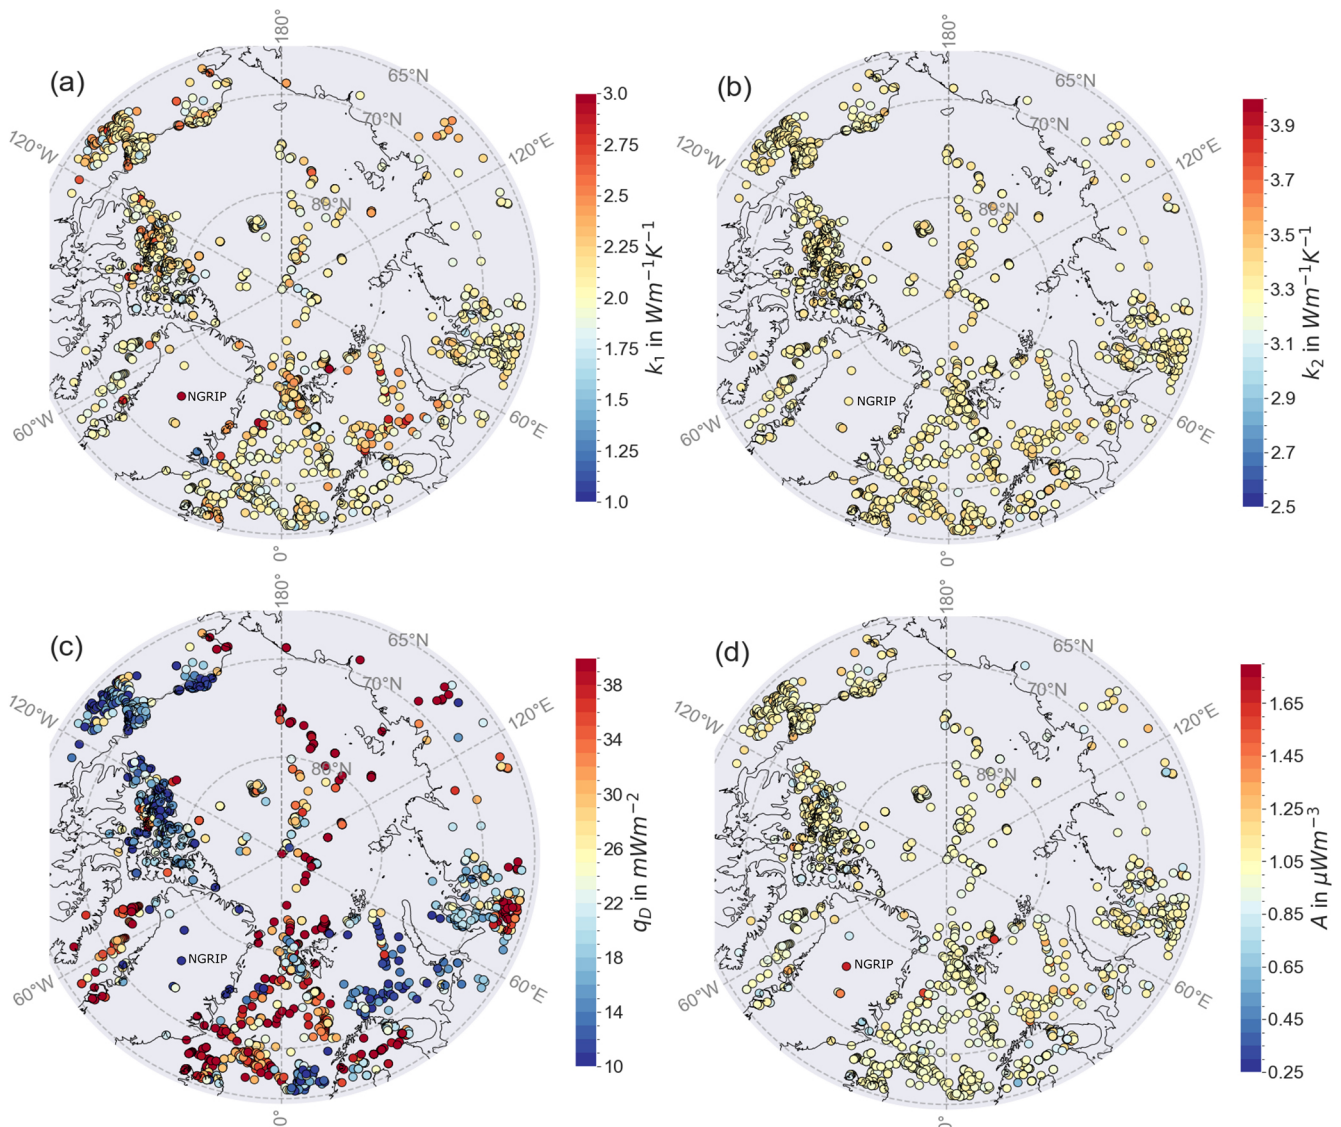 (a)
180°
65°N
70°N
80°N
120°W
120°E
60°W
60°E
0°
NGRIP
3.0
2.75
2.5
2.25
2.0
1.75
1.5
1.25
1.0
k₁ in Wm⁻¹K⁻¹
(b)
180°
65°N
70°N
80°N
120°W
120°E
60°W
60°E
0°
NGRIP
3.9
3.7
3.5
3.3
3.1
2.9
2.7
2.5
k₂ in Wm⁻¹K⁻¹
(c)
180°
65°N
70°N
80°N
120°W
120°E
60°W
60°E
0°
NGRIP
38
34
30
26
22
18
14
10
q_D in mWm⁻²
(d)
180°
65°N
70°N
80°N
120°W
120°E
60°W
60°E
0°
NGRIP
1.65
1.45
1.25
1.05
0.85
0.65
0.45
0.25
A in μWm⁻³